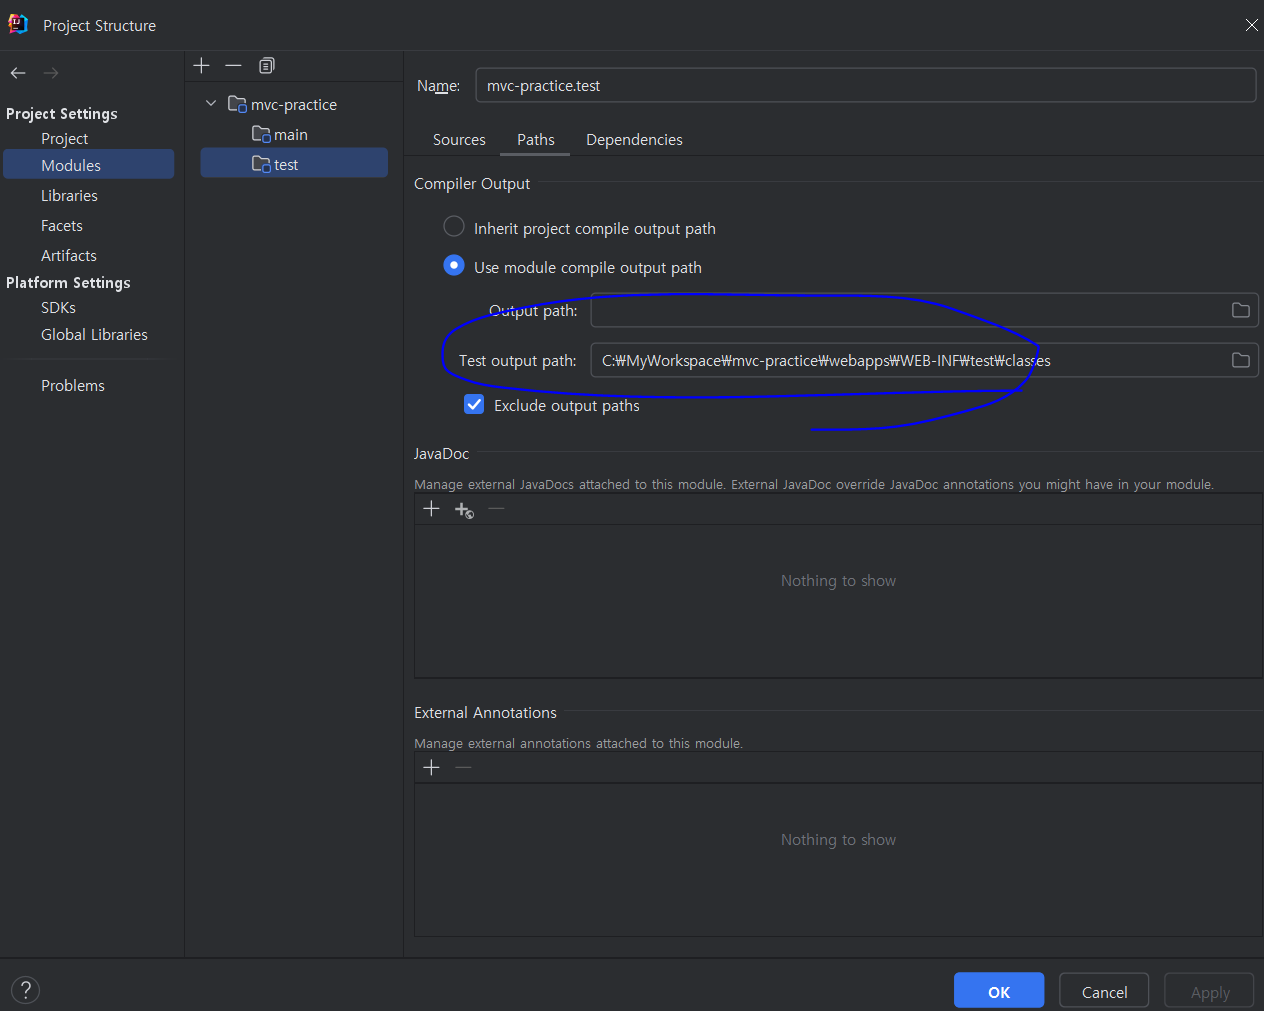 Project Structure
Project Settings
Project
Modules
Libraries
Facets
Artifacts
Platform Settings
SDKs
Global Libraries
Problems
mvc-practice
main
test
Name: mvc-practice.test
Sources Paths Dependencies
Compiler Output
Inherit project compile output path
Use module compile output path
Output path:
Test output path: C:₩MyWorkspace₩mvc-practice₩webapps₩WEB-INF₩test₩classes
Exclude output paths
JavaDoc
Manage external JavaDocs attached to this module. External JavaDoc override JavaDoc annotations you might have in your module.
Nothing to show
External Annotations
Manage external annotations attached to this module.
Nothing to show
? OK Cancel Apply